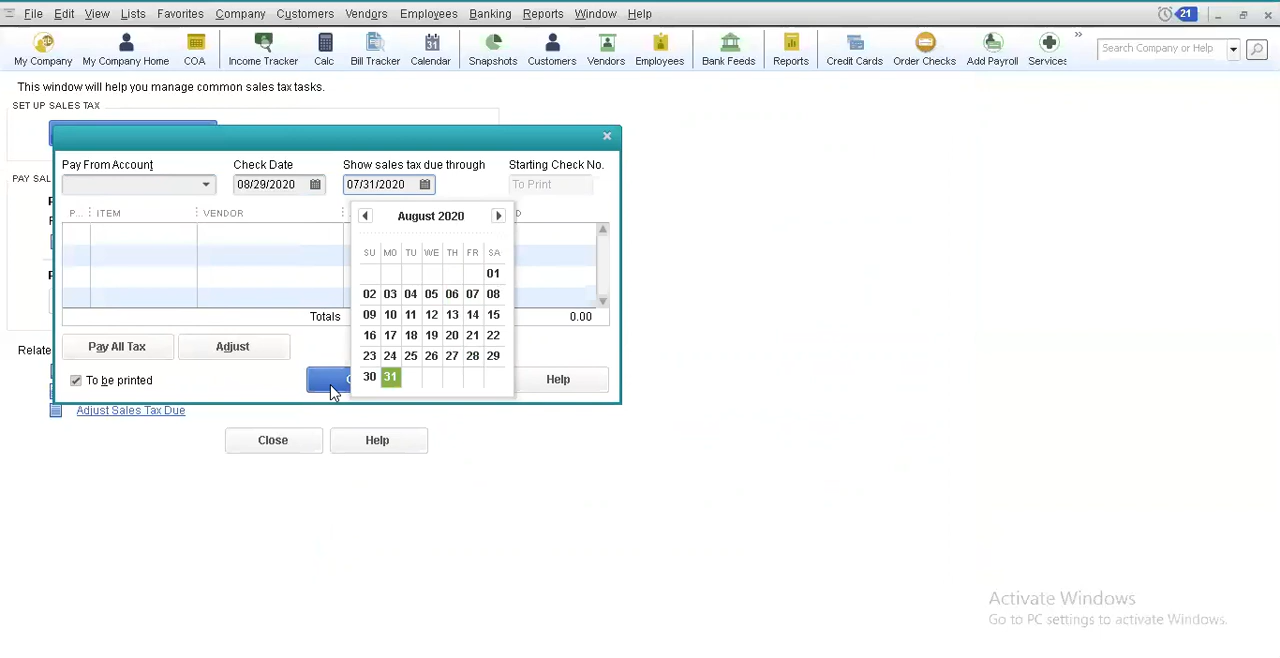 File Edit View Lists Favorites Company Customers Vendors Employees Banking Reports Window Help 21
My Company My Company Home COA Income Tracker Calc Bill Tracker Calendar Snapshots Customers Vendors Employees Bank Feeds Reports Credit Cards Order Checks Add Payroll Services Search Company or Help
This window will help you manage common sales tax tasks.
SET UP SALES TAX
Pay From Account Check Date Show sales tax due through Starting Check No.
08/29/2020 07/31/2020 To Print
PAY SAL
P... ITEM VENDOR
August 2020
SU MO TU WE TH FR SA
01
02 03 04 05 06 07 08
09 10 11 12 13 14 15
16 17 18 19 20 21 22
23 24 25 26 27 28 29
30 31
Totals 0.00
Pay All Tax Adjust
Relate
To be printed Help
Adjust Sales Tax Due
Close Help
Activate Windows
Go to PC settings to activate Windows.